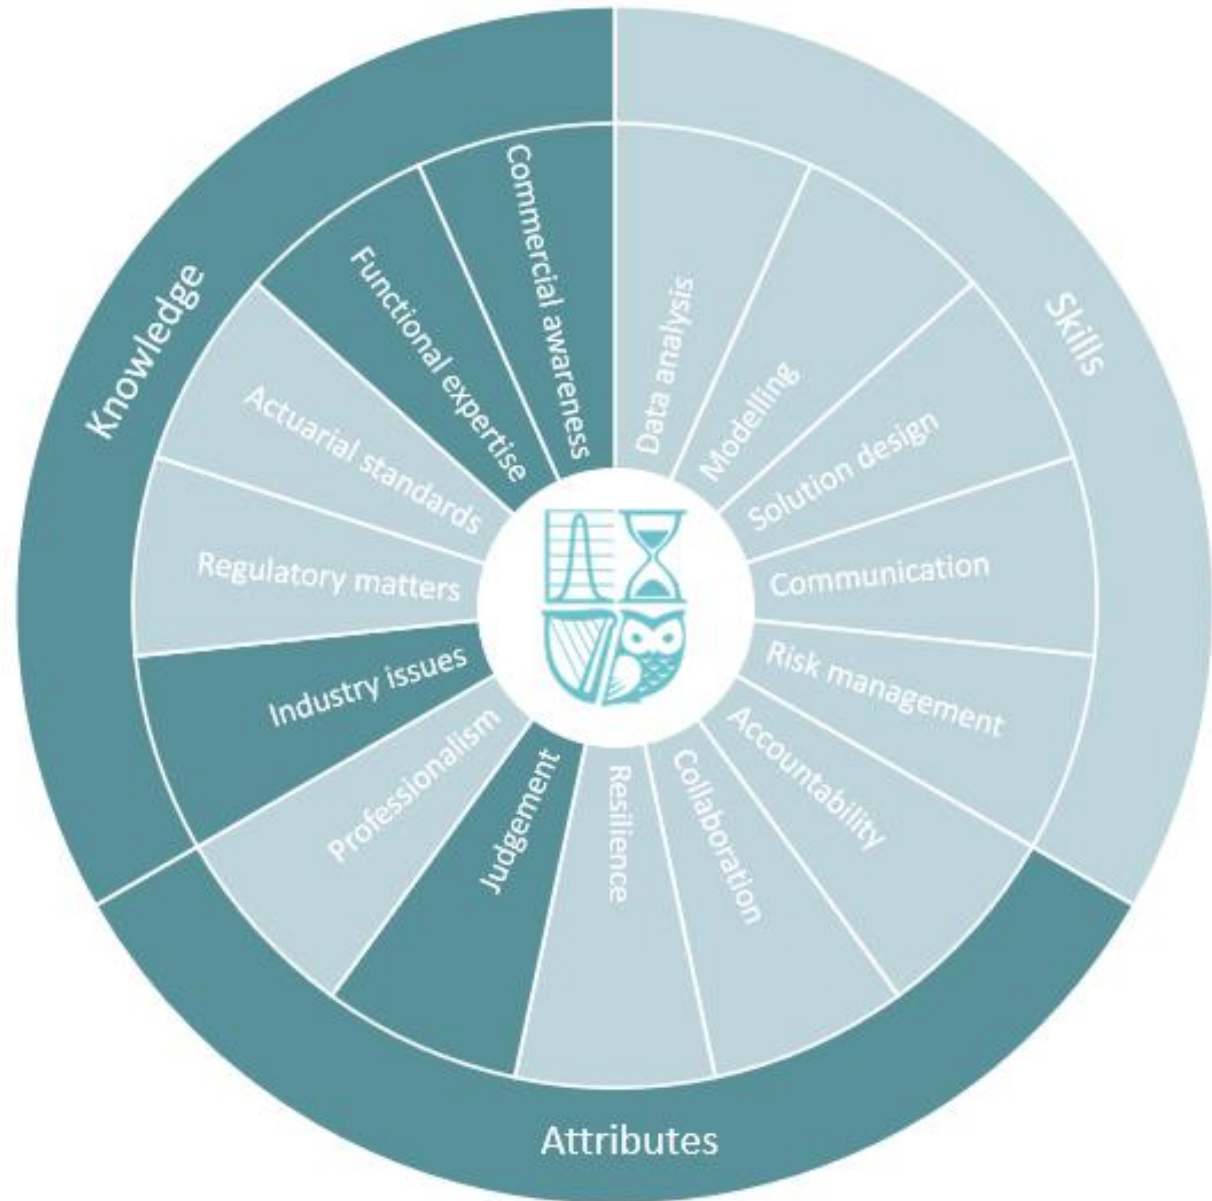 Knowledge
Skills
Attributes
Commercial awareness
Functional expertise
Actuarial standards
Regulatory matters
Industry issues
Data analysis
Modelling
Solution design
Communication
Risk management
Accountability
Collaboration
Resilience
Judgement
Professionalism